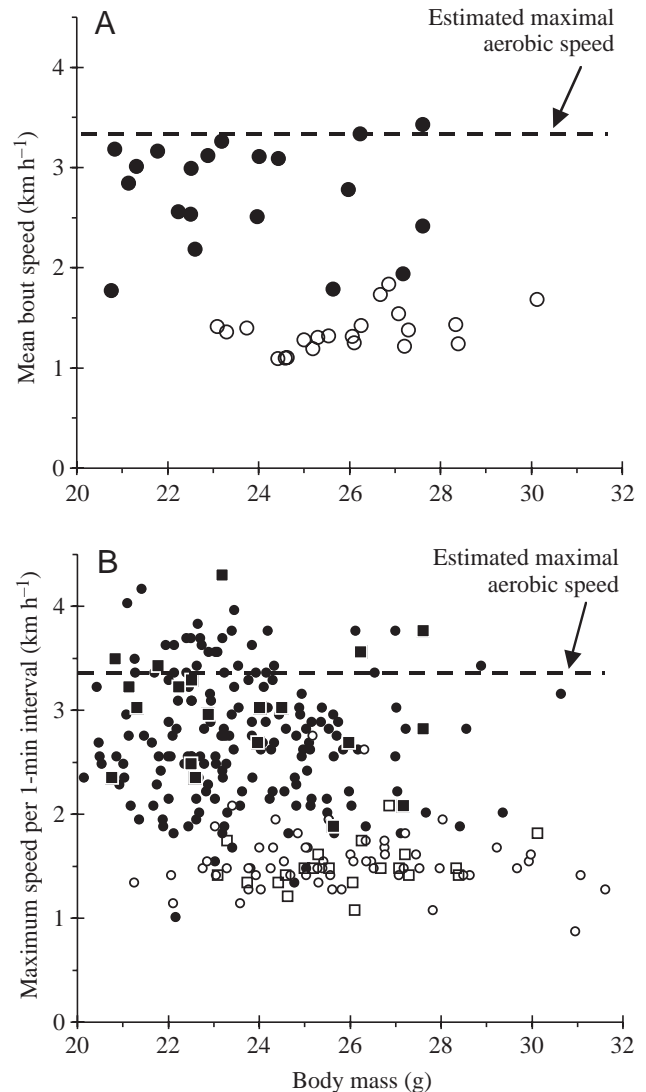 A
Estimated maximal
aerobic speed
Mean bout speed (km h⁻¹)
4
3
2
1
0
20 22 24 26 28 30 32
B
Estimated maximal
aerobic speed
Maximum speed per 1-min interval (km h⁻¹)
4
3
2
1
0
20 22 24 26 28 30 32
Body mass (g)